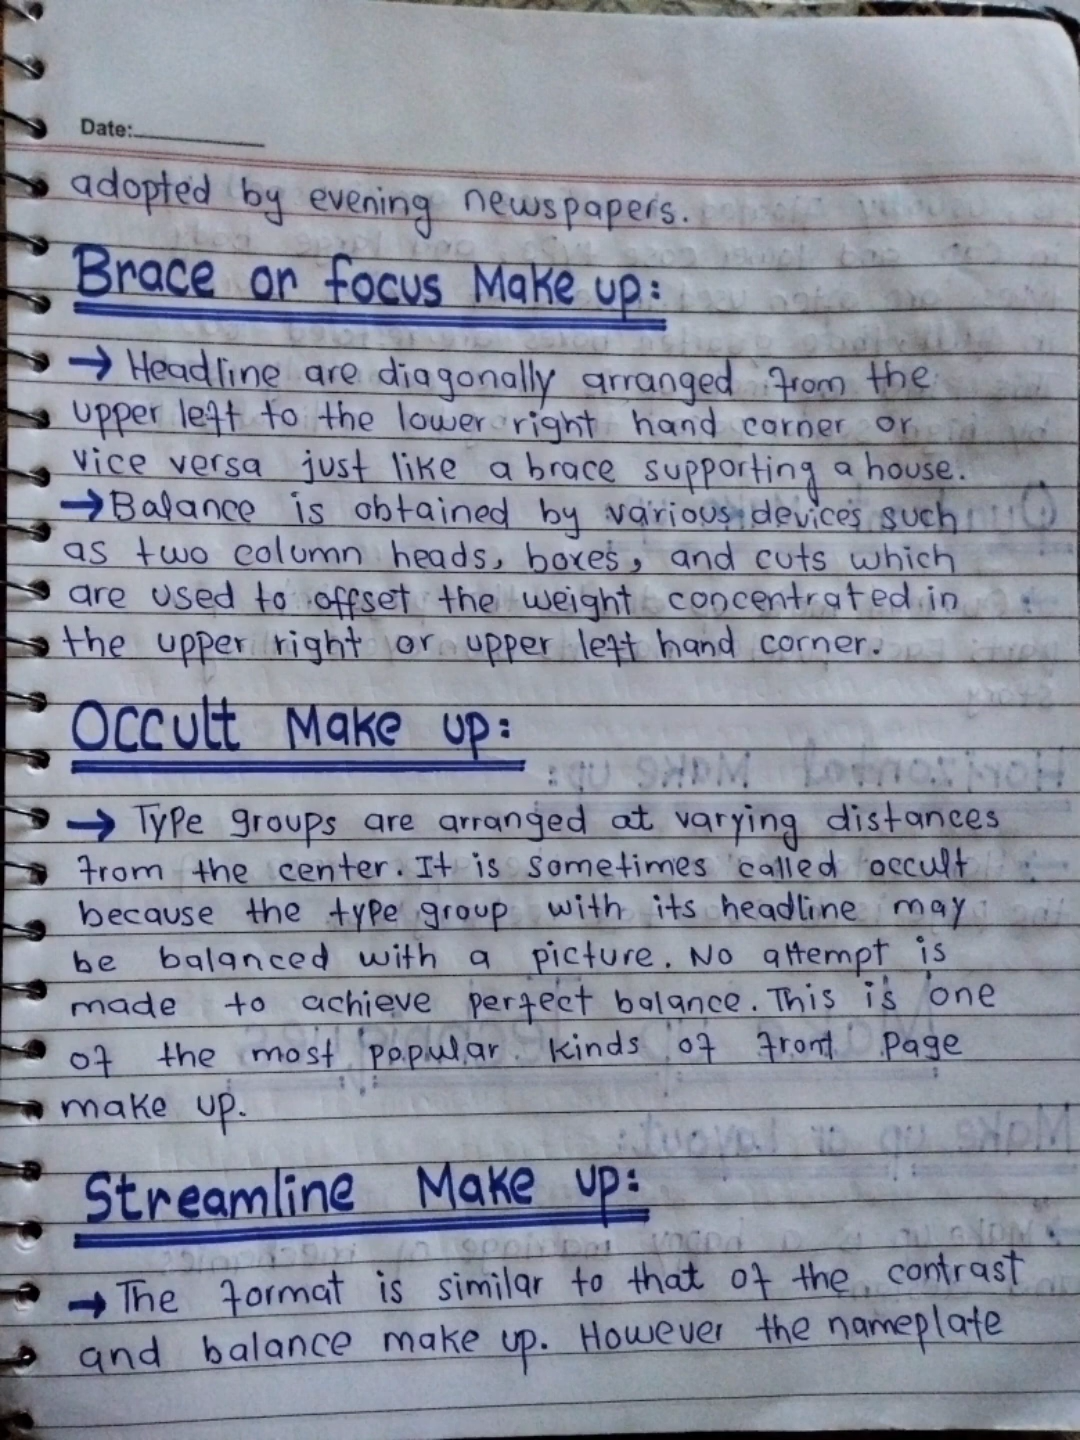 Date:
adopted by evening newspapers.
Brace or focus Make up:
→ Headline are diagonally arranged from the
upper left to the lower right hand corner or
vice versa just like a brace supporting a house.
→ Balance is obtained by various devices such
as two column heads, boxes, and cuts which
are used to offset the weight concentrated in
the upper right or upper left hand corner.
Occult Make up:
→ Type groups are arranged at varying distances
from the center. It is sometimes called occult
because the type group with its headline may
be balanced with a picture. No attempt is
made to achieve perfect balance. This is one
of the most popular kinds of front page
make up.
Streamline Make up:
→ The format is similar to that of the contrast
and balance make up. However the nameplate